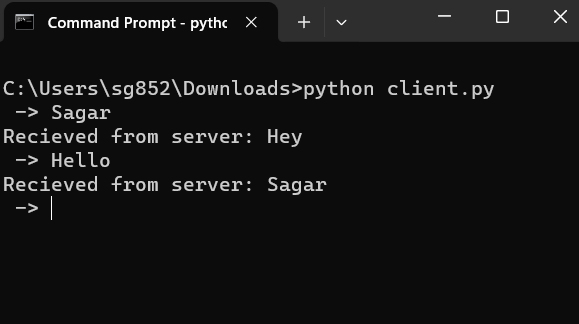 Command Prompt - pytho
C:\Users\sg852\Downloads>python client.py
-> Sagar
Recieved from server: Hey
-> Hello
Recieved from server: Sagar
->